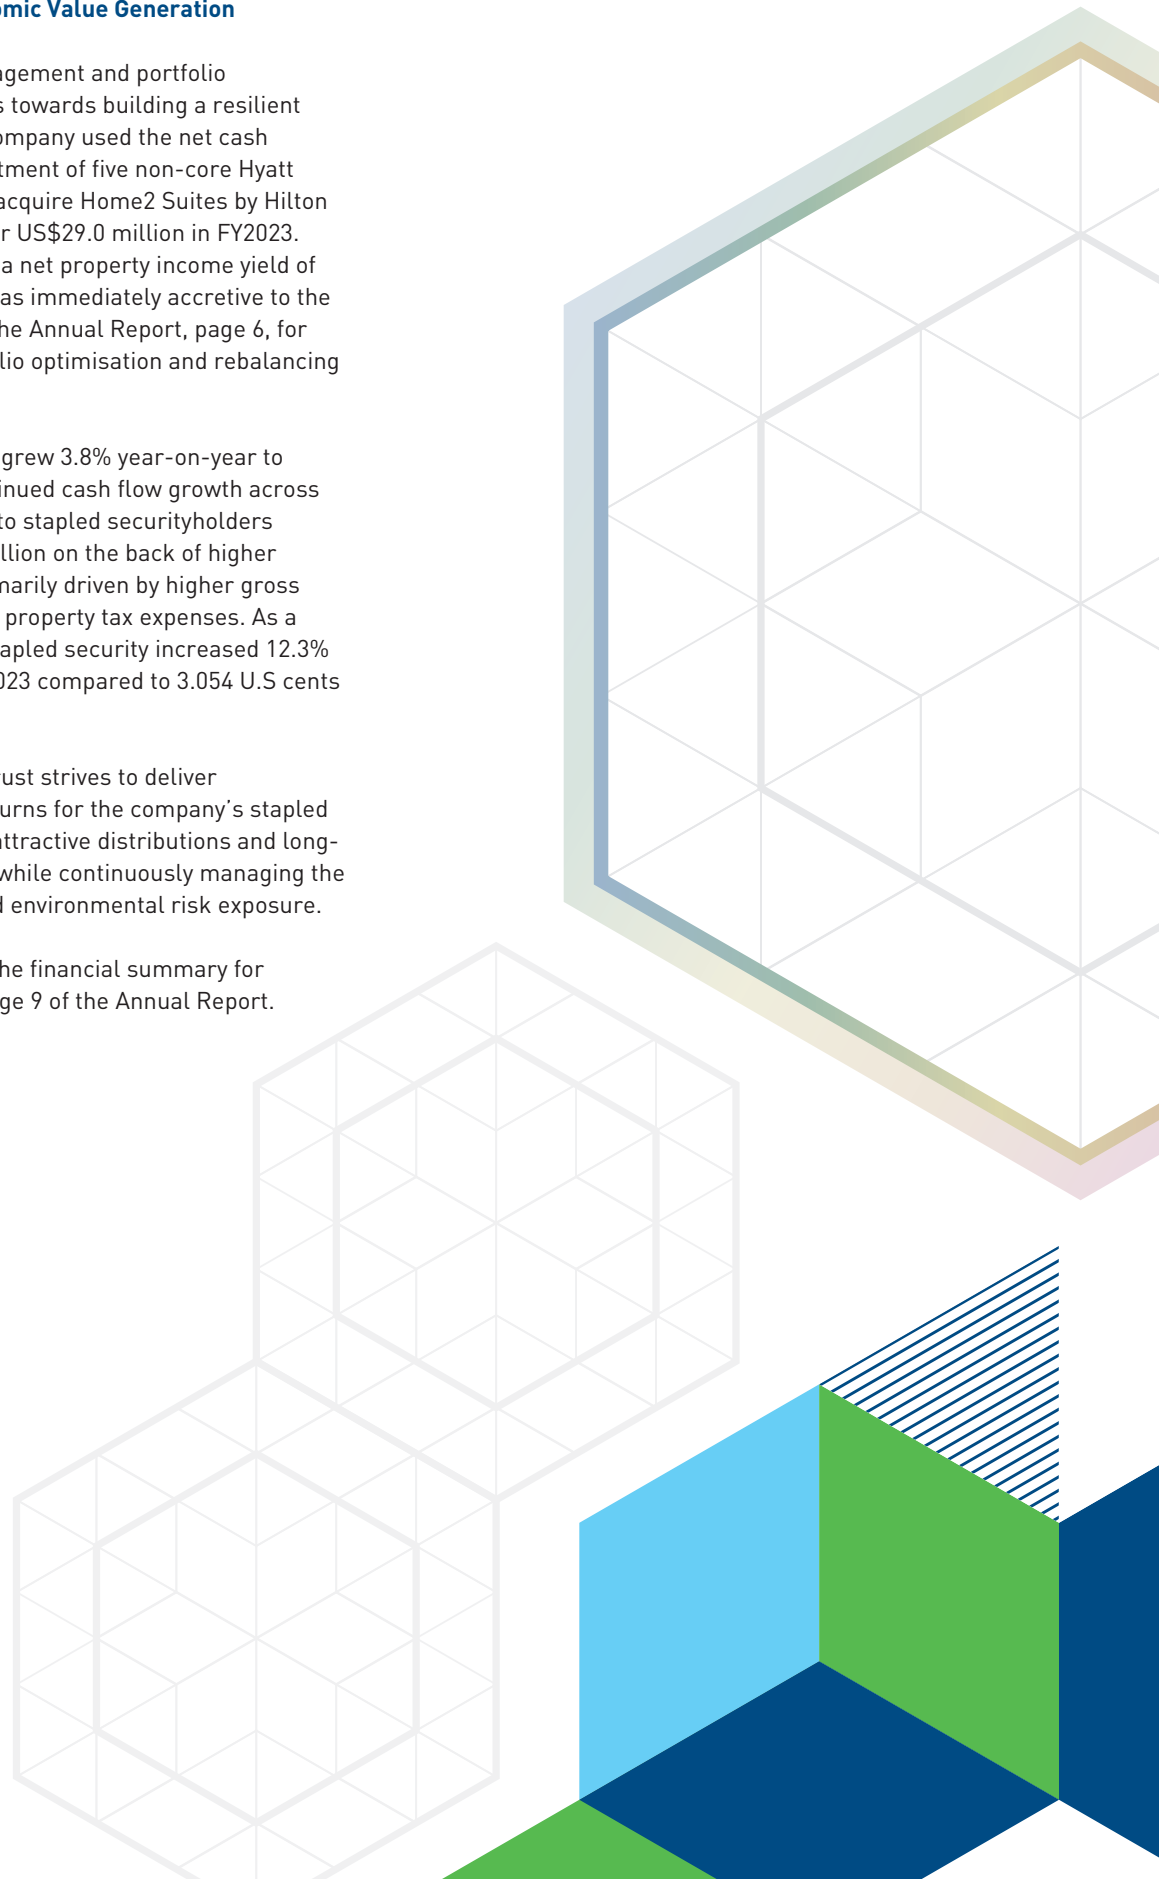 omic Value Generation
agement and portfolio
s towards building a resilient
ompany used the net cash
tment of five non-core Hyatt
acquire Home2 Suites by Hilton
r US$29.0 million in FY2023.
a net property income yield of
as immediately accretive to the
he Annual Report, page 6, for
lio optimisation and rebalancing
grew 3.8% year-on-year to
inued cash flow growth across
to stapled securityholders
llion on the back of higher
marily driven by higher gross
property tax expenses. As a
apled security increased 12.3%
023 compared to 3.054 U.S cents
rust strives to deliver
urns for the company’s stapled
attractive distributions and long-
while continuously managing the
d environmental risk exposure.
he financial summary for
ge 9 of the Annual Report.